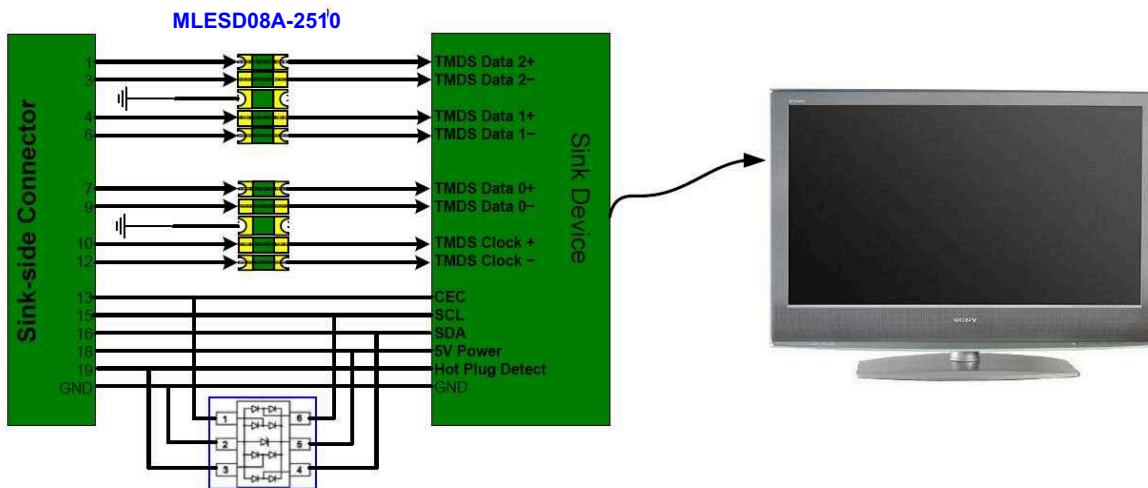 MLESD08A-2510
Sink-side Connector
1
3
4
6
7
9
10
12
13
15
16
18
19
GND
TMDS Data 2+
TMDS Data 2−
TMDS Data 1+
TMDS Data 1−
TMDS Data 0+
TMDS Data 0−
TMDS Clock +
TMDS Clock −
CEC
SCL
SDA
5V Power
Hot Plug Detect
GND
Sink Device
1
2
3
6
5
4
SONY